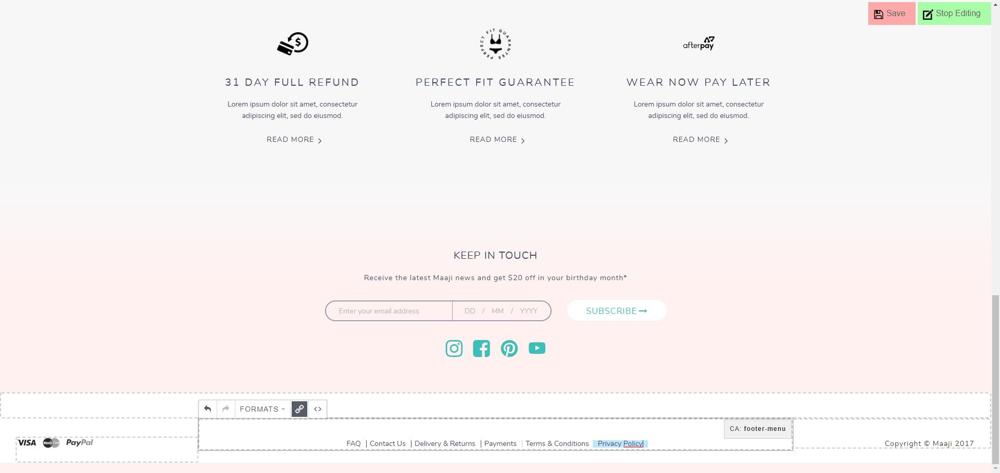 Save
Stop Editing
PERFECT FIT GUARANTEE
afterpay
31 DAY FULL REFUND
PERFECT FIT GUARANTEE
WEAR NOW PAY LATER
Lorem ipsum dolor sit amet, consectetur
adipiscing elit, sed do eiusmod.
Lorem ipsum dolor sit amet, consectetur
adipiscing elit, sed do eiusmod.
Lorem ipsum dolor sit amet, consectetur
adipiscing elit, sed do eiusmod.
READ MORE
READ MORE
READ MORE
KEEP IN TOUCH
Receive the latest Maaji news and get $20 off in your birthday month*
Enter your email address
DD / MM / YYYY
SUBSCRIBE
FORMATS
CA: footer-menu
VISA MasterCard PayPal
FAQ | Contact Us | Delivery & Returns | Payments | Terms & Conditions Privacy Policy
Copyright © Maaji 2017